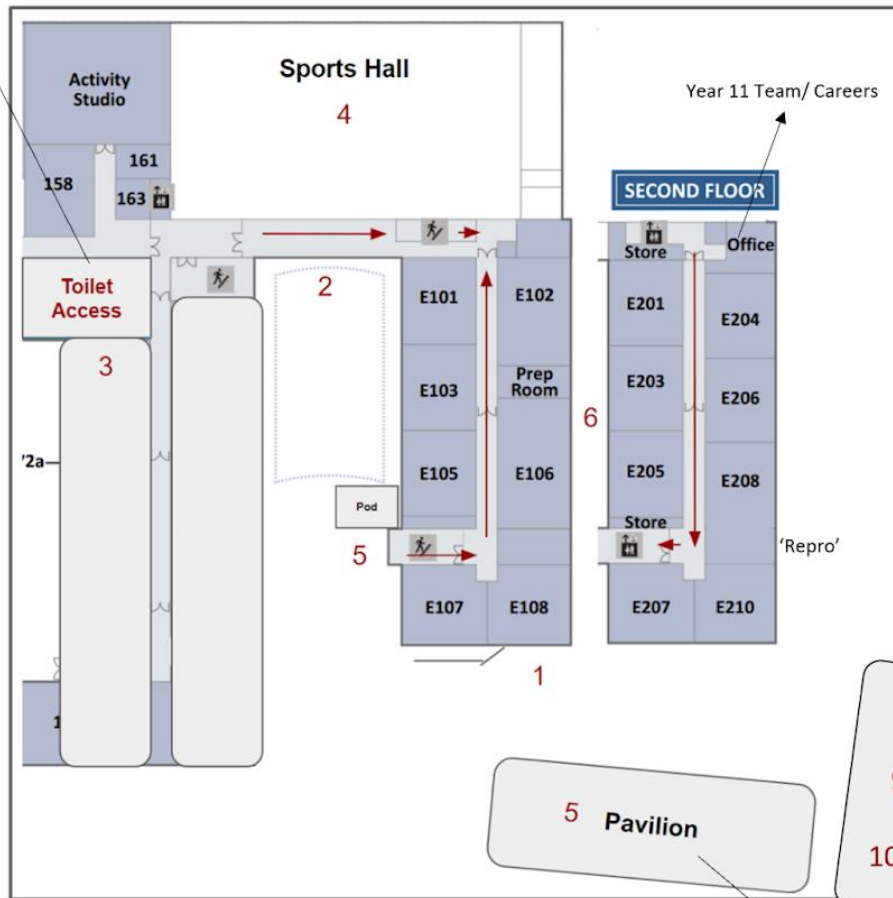 Activity
Studio
Sports Hall
4
Year 11 Team/ Careers
161
158
163
SECOND FLOOR
Store
Office
Toilet
Access
2
3
E101
E102
E201
E204
E103
Prep
Room
6
E203
E206
/2a
E105
E106
E205
E208
Pod
Store
5
'Repro'
E107
E108
E207
E210
1
5 Pavilion
10